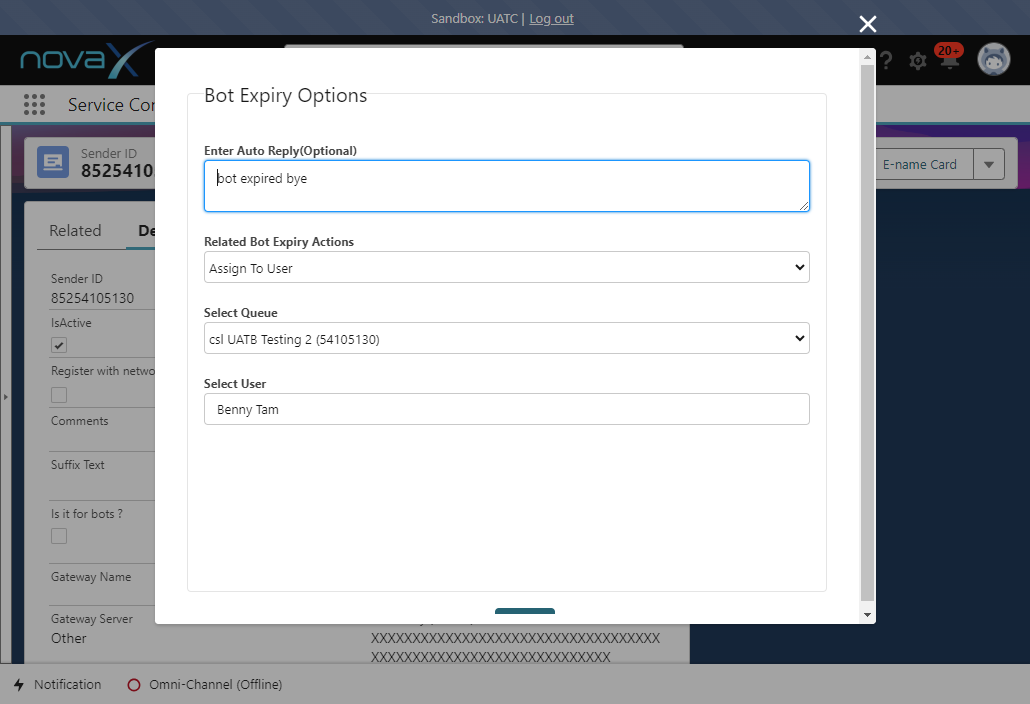 Sandbox: UATC | Log out
novaX
20+
Service Co
Sender ID
8525410
E-name Card
Related
De
Sender ID
85254105130
IsActive
Register with netwo
Comments
Suffix Text
Is it for bots ?
Gateway Name
Gateway Server
Other
Bot Expiry Options
Enter Auto Reply(Optional)
bot expired bye
Related Bot Expiry Actions
Assign To User
Select Queue
csl UATB Testing 2 (54105130)
Select User
Benny Tam
XXXXXXXXXXXXXXXXXXXXXXXXXXXXXXXXXXX
XXXXXXXXXXXXXXXXXXXXXXXXXXXXX
Notification
Omni-Channel (Offline)